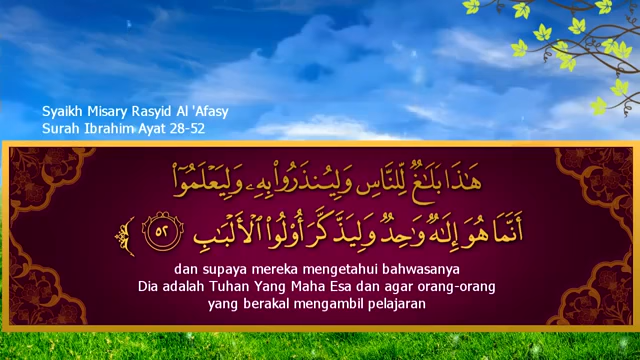 Syaikh Misary Rasyid Al 'Afasy
Surah Ibrahim Ayat 28-52
هَٰذَا بَلَٰغٌ لِّلنَّاسِ وَلِيُنذَرُوا۟ بِهِۦ وَلِيَعْلَمُوٓا۟
أَنَّمَا هُوَ إِلَٰهٌ وَٰحِدٌ وَلِيَذَّكَّرَ أُو۟لُوا۟ ٱلْأَلْبَٰبِ ٥٢
dan supaya mereka mengetahui bahwasanya
Dia adalah Tuhan Yang Maha Esa dan agar orang-orang
yang berakal mengambil pelajaran